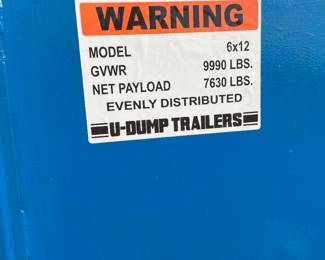 WARNING
MODEL 6x12
GVWR 9990 LBS.
NET PAYLOAD 7630 LBS.
EVENLY DISTRIBUTED
U-DUMP TRAILERS